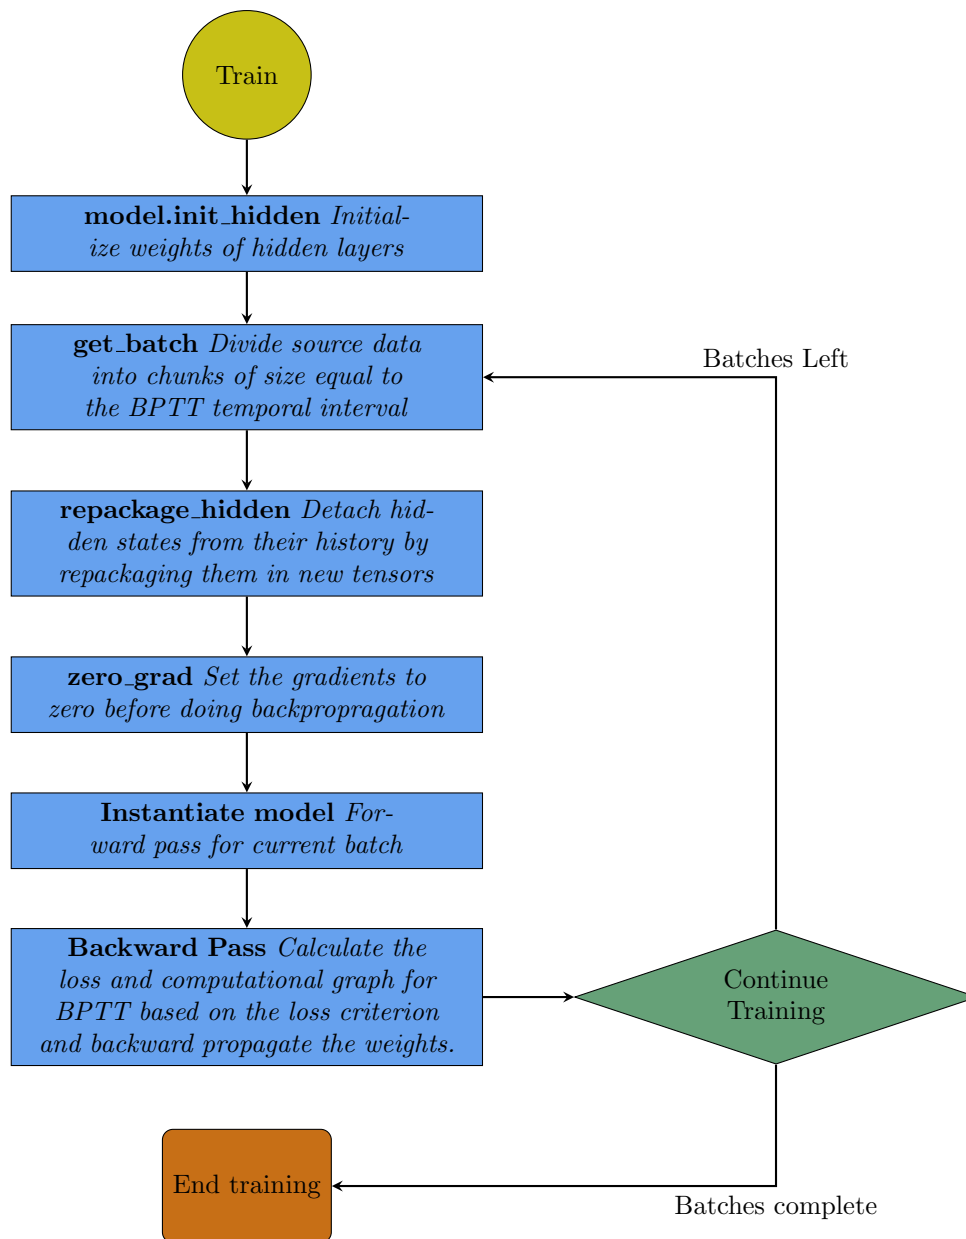 Train
model.init_hidden Initial-
ize weights of hidden layers
get_batch Divide source data
into chunks of size equal to
the BPTT temporal interval
Batches Left
repackage_hidden Detach hid-
den states from their history by
repackaging them in new tensors
zero_grad Set the gradients to
zero before doing backpropragation
Instantiate model For-
ward pass for current batch
Backward Pass Calculate the
loss and computational graph for
BPTT based on the loss criterion
and backward propagate the weights.
Continue
Training
End training
Batches complete